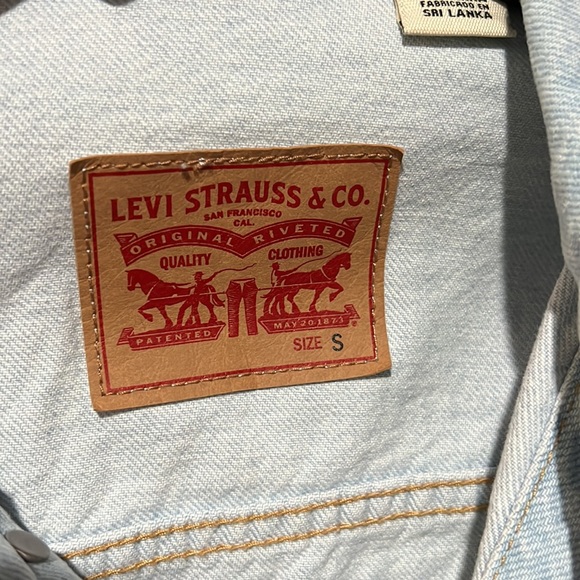 FABRICADO EN
SRI LANKA
LEVI STRAUSS & CO.
SAN FRANCISCO
CAL.
ORIGINAL RIVETED
QUALITY CLOTHING
PATENTED MAY 20 1873
®
SIZE S